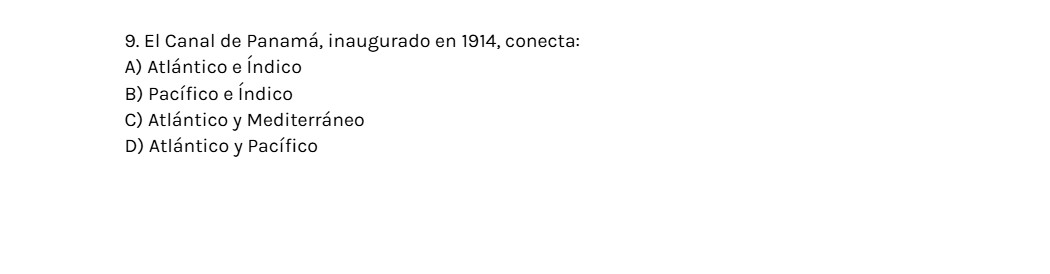 9. El Canal de Panamá, inaugurado en 1914, conecta:
A) Atlántico e Índico
B) Pacífico e Índico
C) Atlántico y Mediterráneo
D) Atlántico y Pacífico